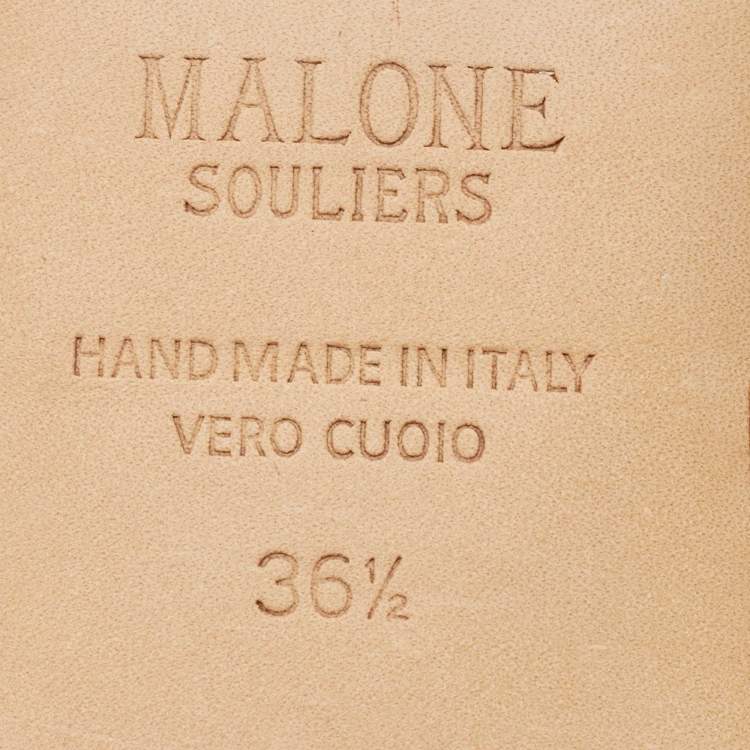 MALONE
SOULIERS
HAND MADE IN ITALY
VERO CUOIO
36½